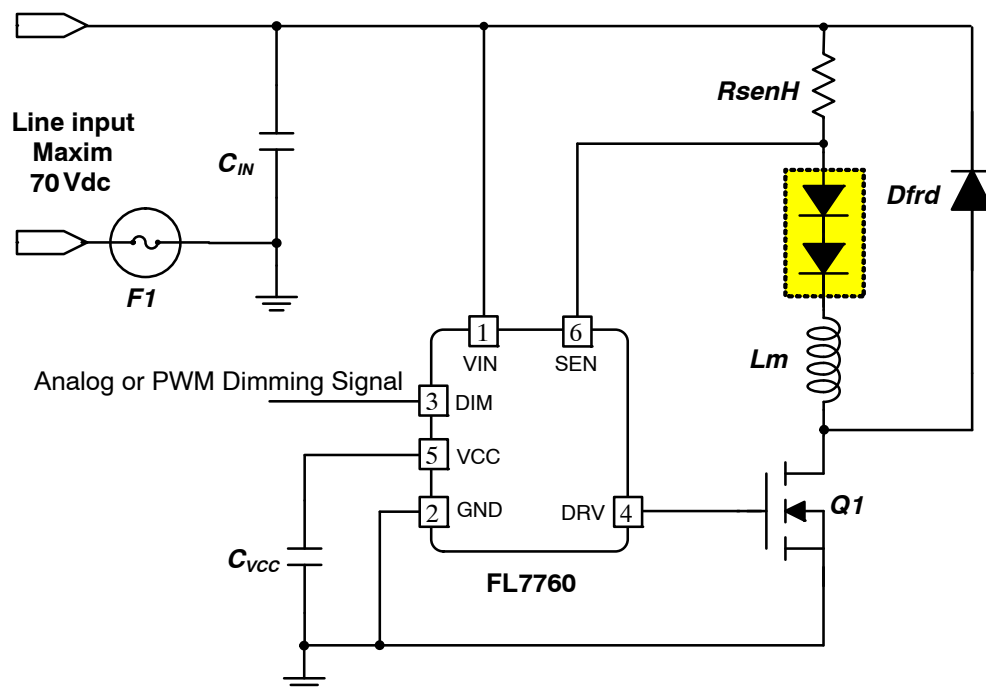 RsenH
Line input
Maxim
70 Vdc
C_IN
Dfrd
F1
1
6
VIN
SEN
Lm
Analog or PWM Dimming Signal
3
DIM
5
VCC
2
GND
DRV
4
Q1
C_VCC
FL7760